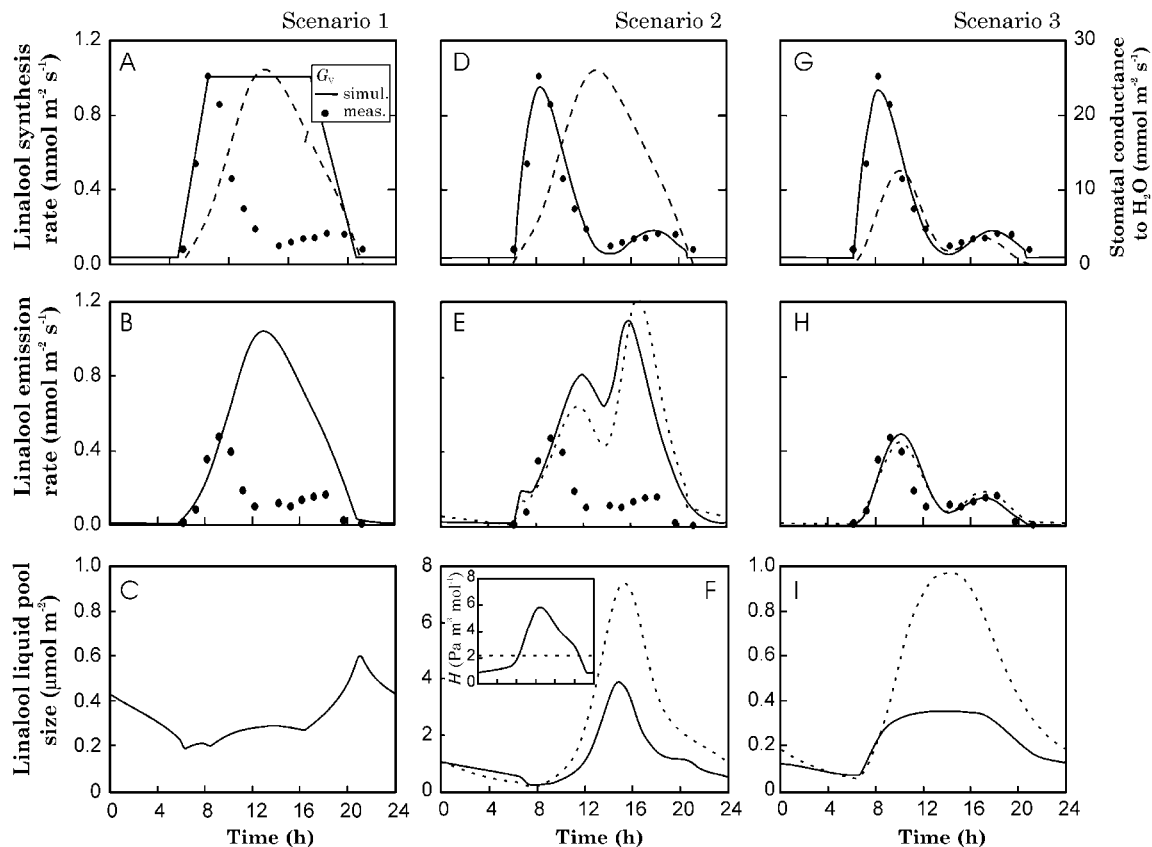 Scenario 1
Scenario 2
Scenario 3
Linalool synthesis
rate (nmol m⁻² s⁻¹)
1.2
0.8
0.4
0.0
A
Gᵥ
simul.
meas.
D
G
30
20
10
0
Stomatal conductance
to H₂O (mmol m⁻² s⁻¹)
Linalool emission
rate (nmol m⁻² s⁻¹)
1.2
0.8
0.4
0.0
B
E
H
Linalool liquid pool
size (μmol m⁻²)
1.0
0.8
0.6
0.4
0.2
0
C
8
6
4
2
0
F
H (Pa m³ mol⁻¹)
8
6
4
2
0
1.0
0.8
0.6
0.4
0.2
0
I
0 4 8 12 16 20 24
0 4 8 12 16 20 24
0 4 8 12 16 20 24
Time (h)
Time (h)
Time (h)